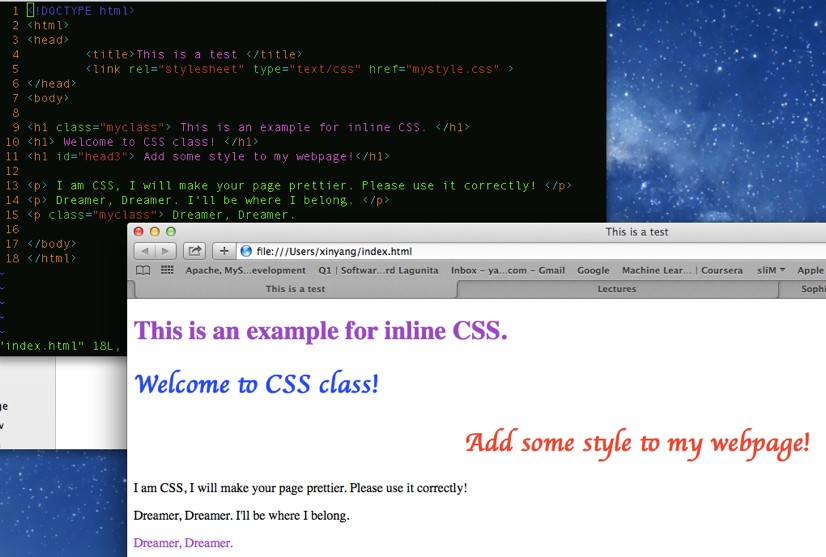 1 <!DOCTYPE html>
2 <html>
3 <head>
4 <title>This is a test </title>
5 <link rel="stylesheet" type="text/css" href="mystyle.css" >
6 </head>
7 <body>
8
9 <h1 class="myclass"> This is an example for inline CSS. </h1>
10 <h1> Welcome to CSS class! </h1>
11 <h1 id="head3"> Add some style to my webpage!</h1>
12
13 <p> I am CSS, I will make your page prettier. Please use it correctly! </p>
14 <p> Dreamer, Dreamer. I'll be where I belong. </p>
15 <p class="myclass"> Dreamer, Dreamer.
16
17 </body>
18 </html>
~
~
~
~
~
"index.html" 18L,
This is a test
file:///Users/xinyang/index.html
Apache, MyS...evelopment Q1 | Softwar...rd Lagunita Inbox – ya...com – Gmail Google Machine Lear... | Coursera sliM Apple
This is a test Lectures Sophi
This is an example for inline CSS.
Welcome to CSS class!
Add some style to my webpage!
I am CSS, I will make your page prettier. Please use it correctly!
Dreamer, Dreamer. I'll be where I belong.
Dreamer, Dreamer.